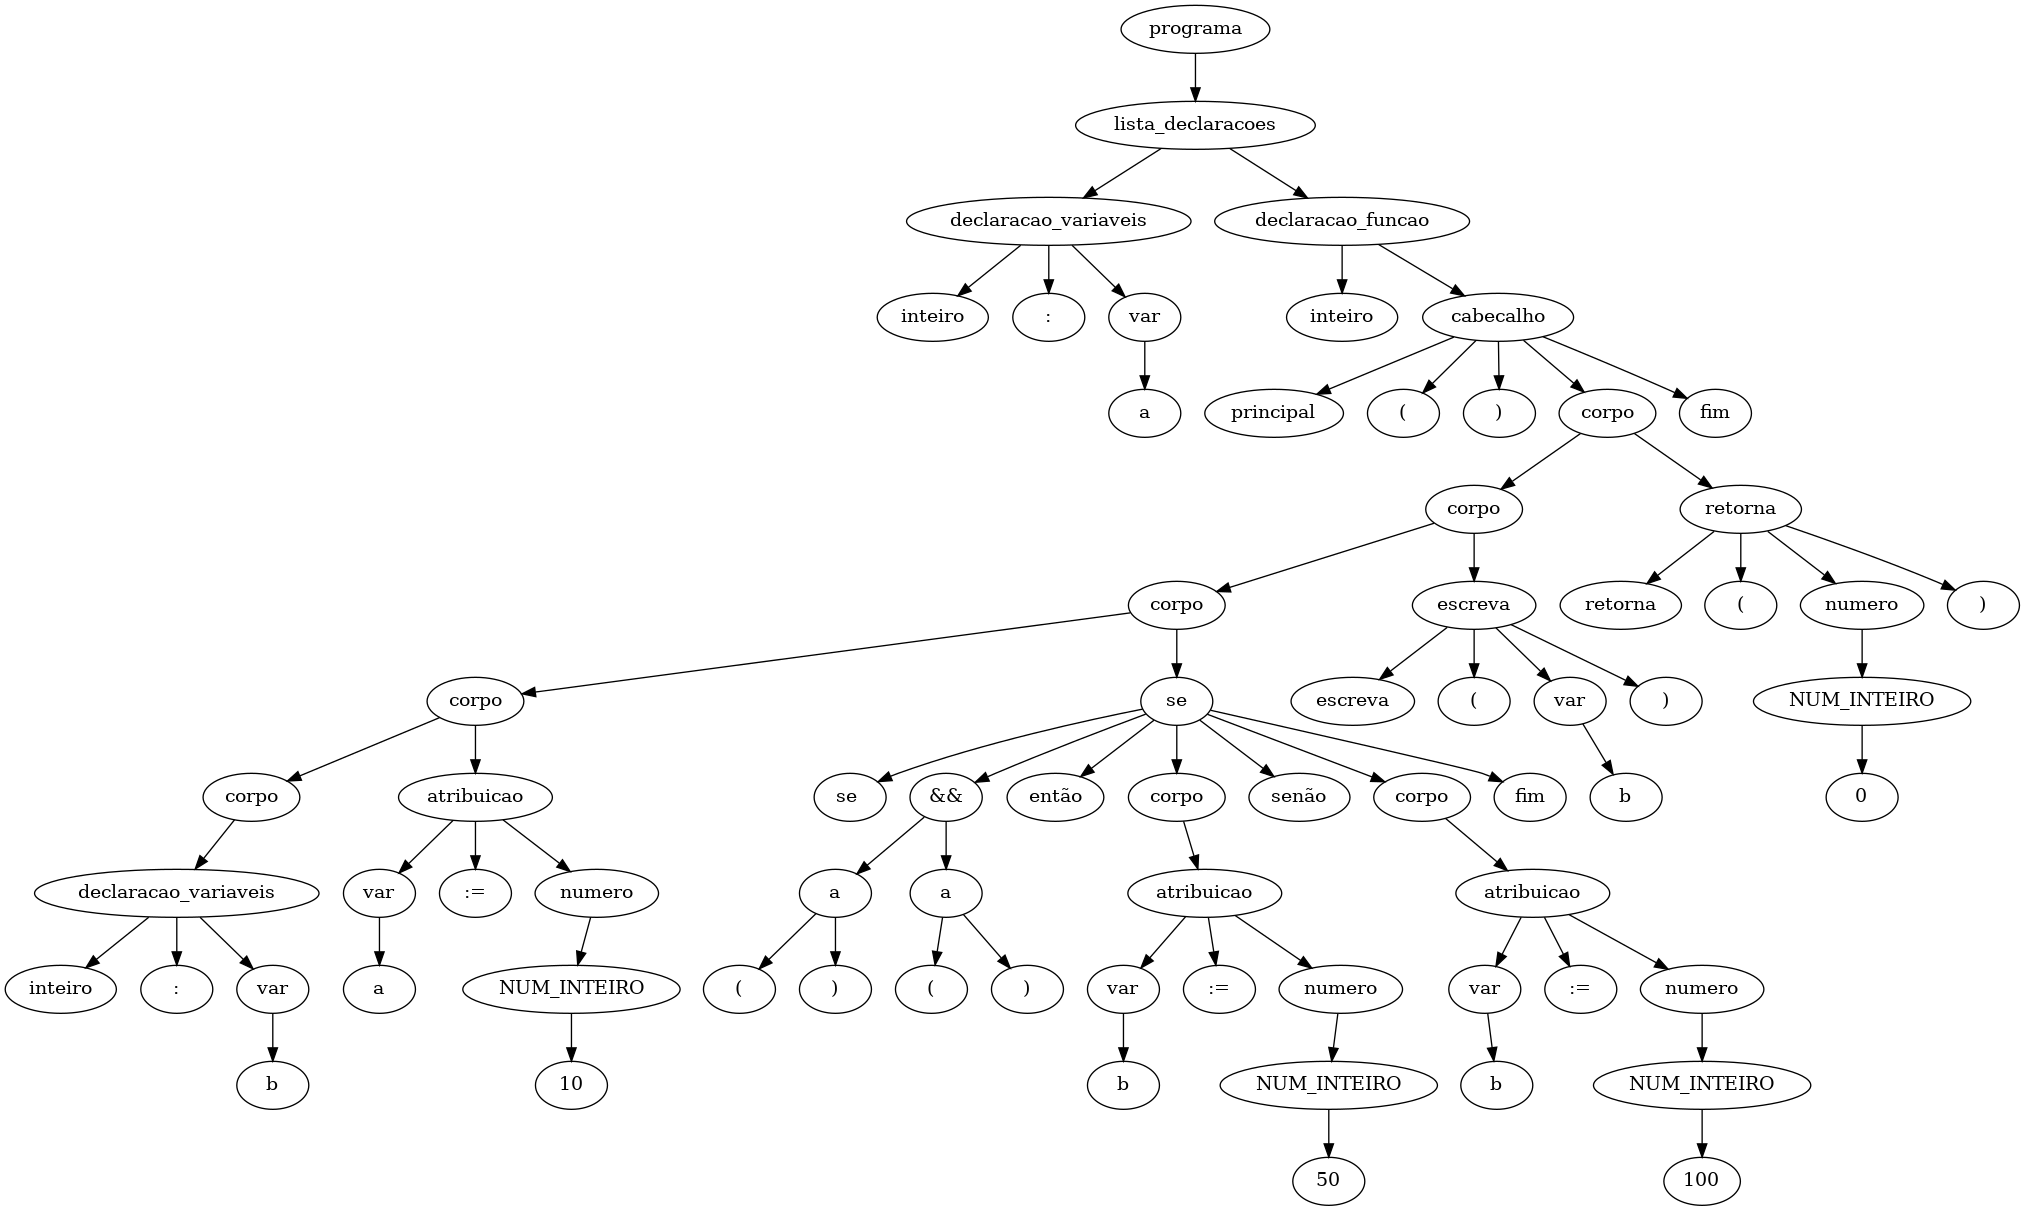 programa
lista_declaracoes
declaracao_variaveis declaracao_funcao
inteiro : var inteiro cabecalho
a principal ( ) corpo fim
corpo retorna
corpo escreva retorna ( numero )
corpo se escreva ( var ) NUM_INTEIRO
corpo atribuicao se && então corpo senão corpo fim b 0
declaracao_variaveis var := numero a a atribuicao atribuicao
inteiro : var a NUM_INTEIRO ( ) ( ) var := numero var := numero
b 10 b NUM_INTEIRO b NUM_INTEIRO
50 100